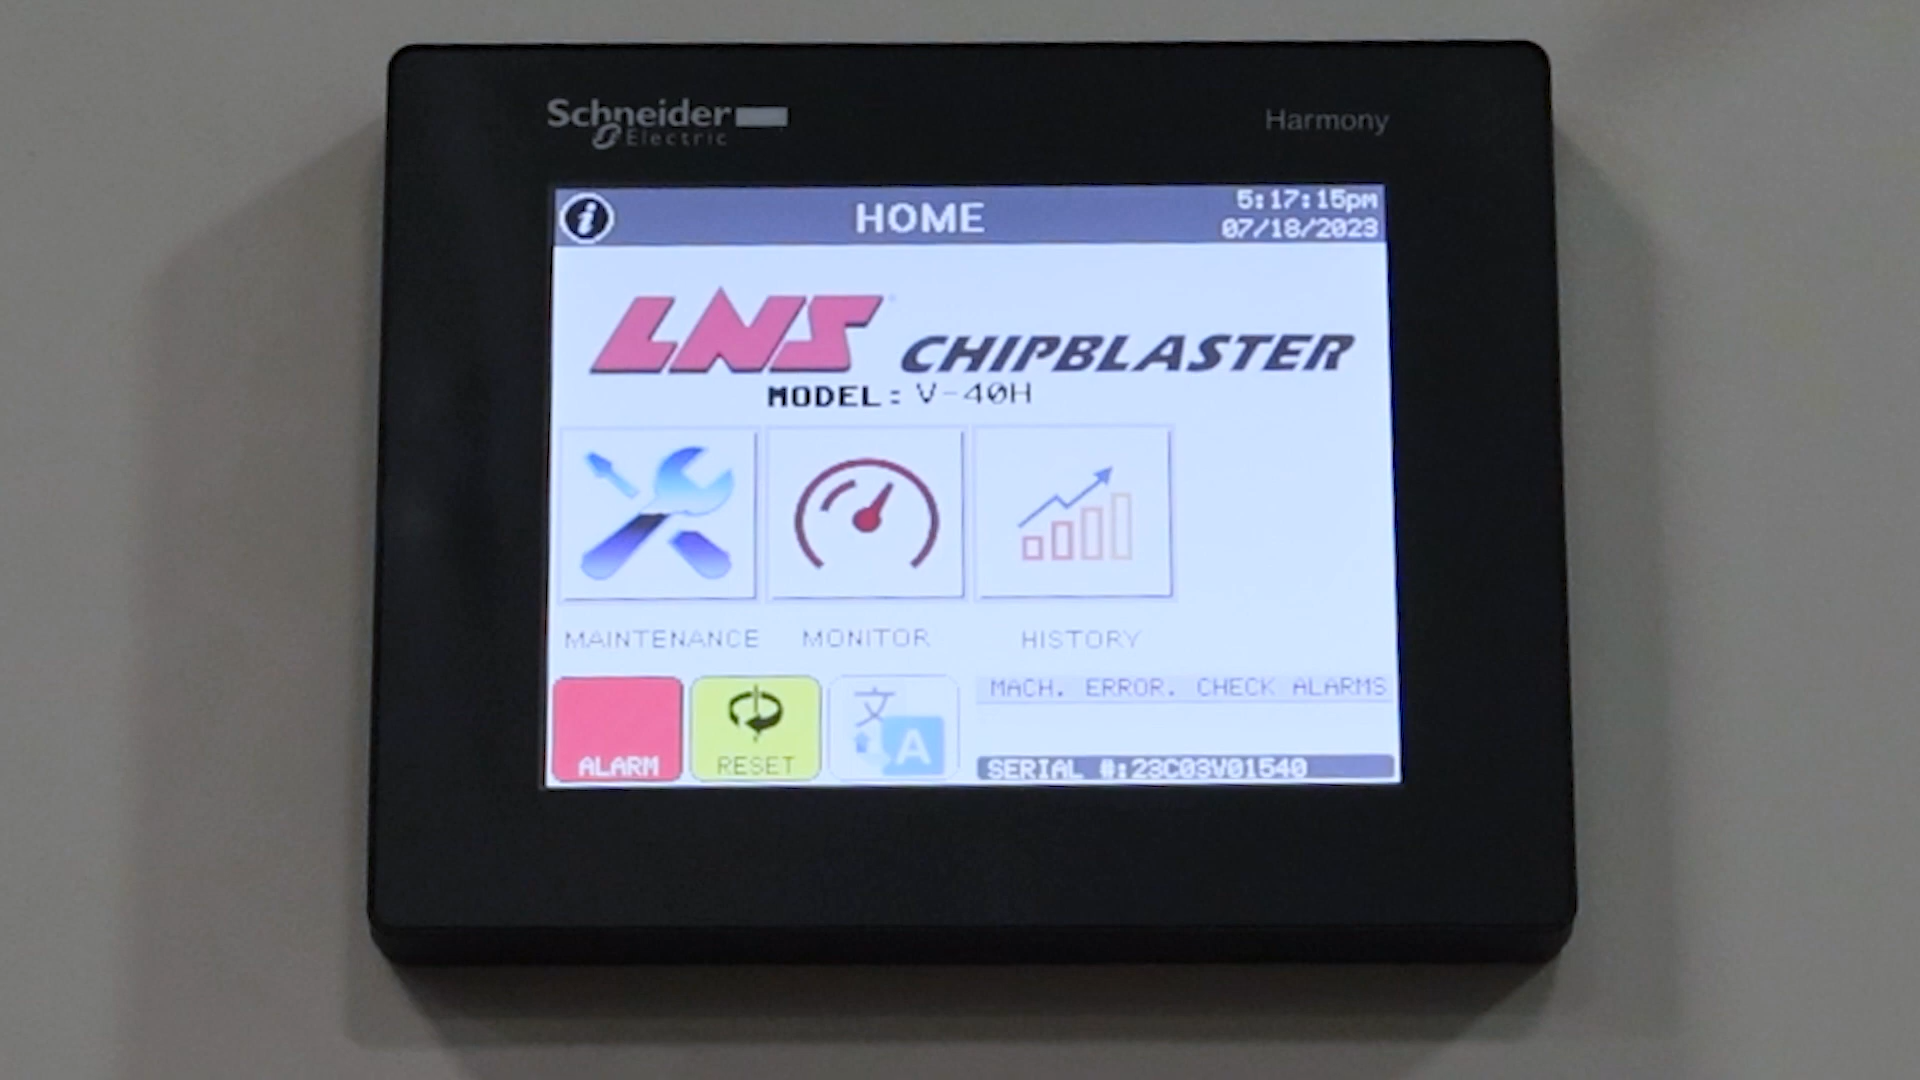 Schneider
Electric
Harmony
HOME
5:17:15pm
07/18/2023
LNS CHIPBLASTER
MODEL: V-40H
MAINTENANCE MONITOR HISTORY
MACH. ERROR. CHECK ALARMS
ALARM
RESET
文
A
SERIAL #:23C03V01540